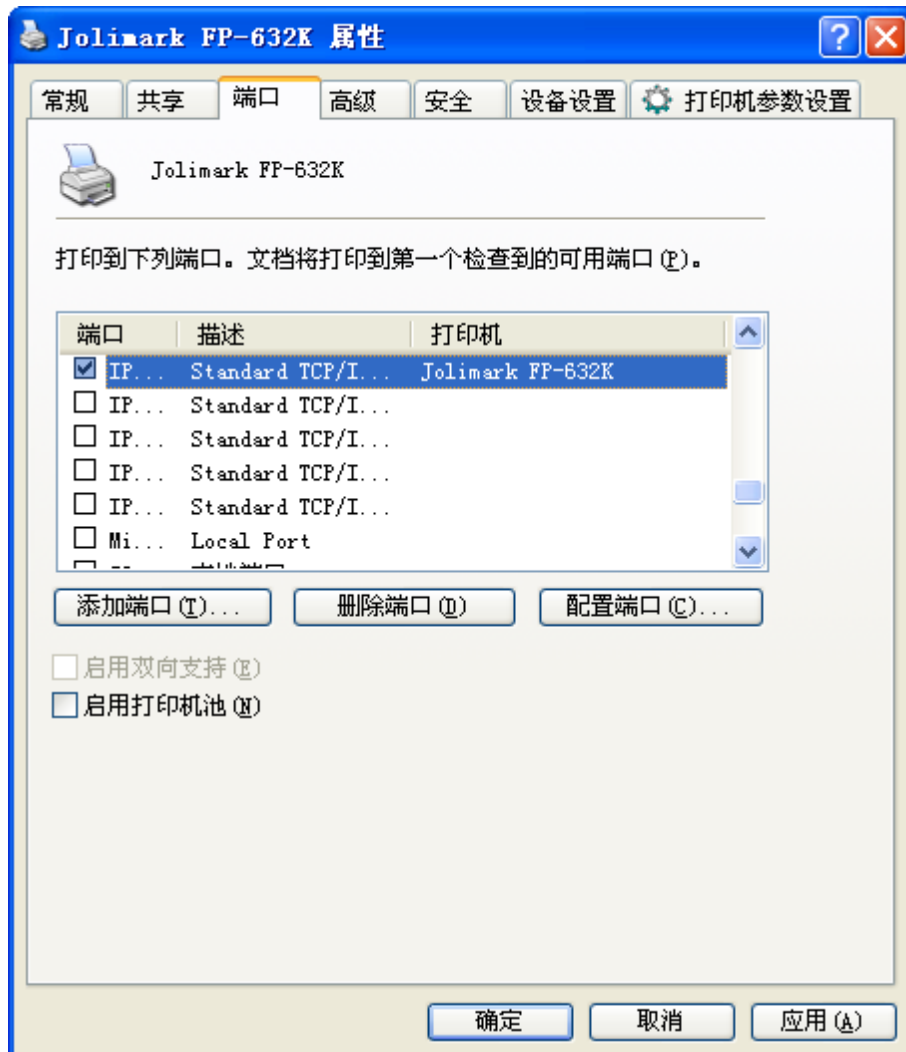 Jolimark FP-632K 属性
常规 共享 端口 高级 安全 设备设置 打印机参数设置
Jolimark FP-632K
打印到下列端口。文档将打印到第一个检查到的可用端口(P)。
端口 描述 打印机
IP... Standard TCP/I... Jolimark FP-632K
IP... Standard TCP/I...
IP... Standard TCP/I...
IP... Standard TCP/I...
IP... Standard TCP/I...
Mi... Local Port
添加端口(T)... 删除端口(D) 配置端口(C)...
启用双向支持(E)
启用打印机池(N)
确定 取消 应用(A)